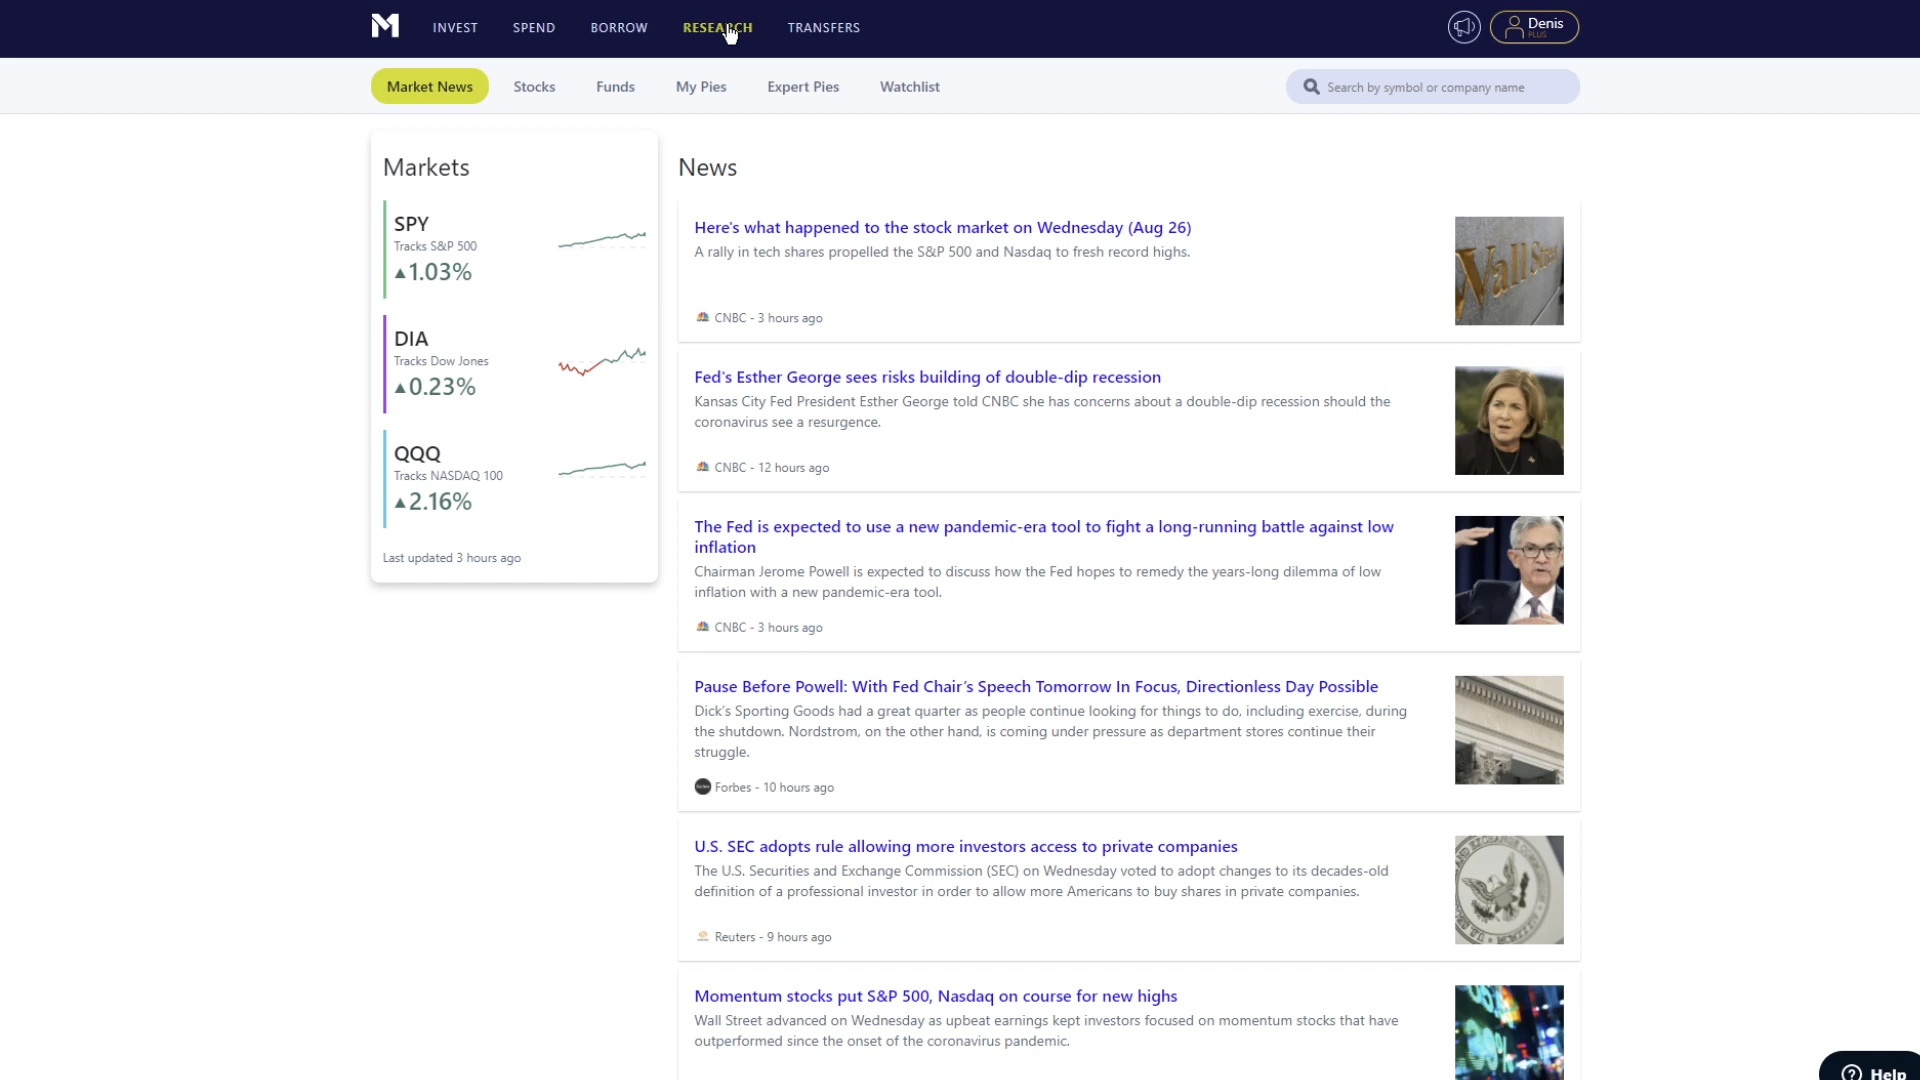 INVEST SPEND BORROW RESEARCH TRANSFERS Denis
PLUS
Market News Stocks Funds My Pies Expert Pies Watchlist Search by symbol or company name
Markets
SPY
Tracks S&P 500
▲1.03%
DIA
Tracks Dow Jones
▲0.23%
QQQ
Tracks NASDAQ 100
▲2.16%
Last updated 3 hours ago
News
Here's what happened to the stock market on Wednesday (Aug 26)
A rally in tech shares propelled the S&P 500 and Nasdaq to fresh record highs.
CNBC - 3 hours ago
Wall Street
Fed's Esther George sees risks building of double-dip recession
Kansas City Fed President Esther George told CNBC she has concerns about a double-dip recession should the
coronavirus see a resurgence.
CNBC - 12 hours ago
The Fed is expected to use a new pandemic-era tool to fight a long-running battle against low
inflation
Chairman Jerome Powell is expected to discuss how the Fed hopes to remedy the years-long dilemma of low
inflation with a new pandemic-era tool.
CNBC - 3 hours ago
Pause Before Powell: With Fed Chair's Speech Tomorrow In Focus, Directionless Day Possible
Dick's Sporting Goods had a great quarter as people continue looking for things to do, including exercise, during
the shutdown. Nordstrom, on the other hand, is coming under pressure as department stores continue their
struggle.
Forbes - 10 hours ago
U.S. SEC adopts rule allowing more investors access to private companies
The U.S. Securities and Exchange Commission (SEC) on Wednesday voted to adopt changes to its decades-old
definition of a professional investor in order to allow more Americans to buy shares in private companies.
Reuters - 9 hours ago
Momentum stocks put S&P 500, Nasdaq on course for new highs
Wall Street advanced on Wednesday as upbeat earnings kept investors focused on momentum stocks that have
outperformed since the onset of the coronavirus pandemic.
Help